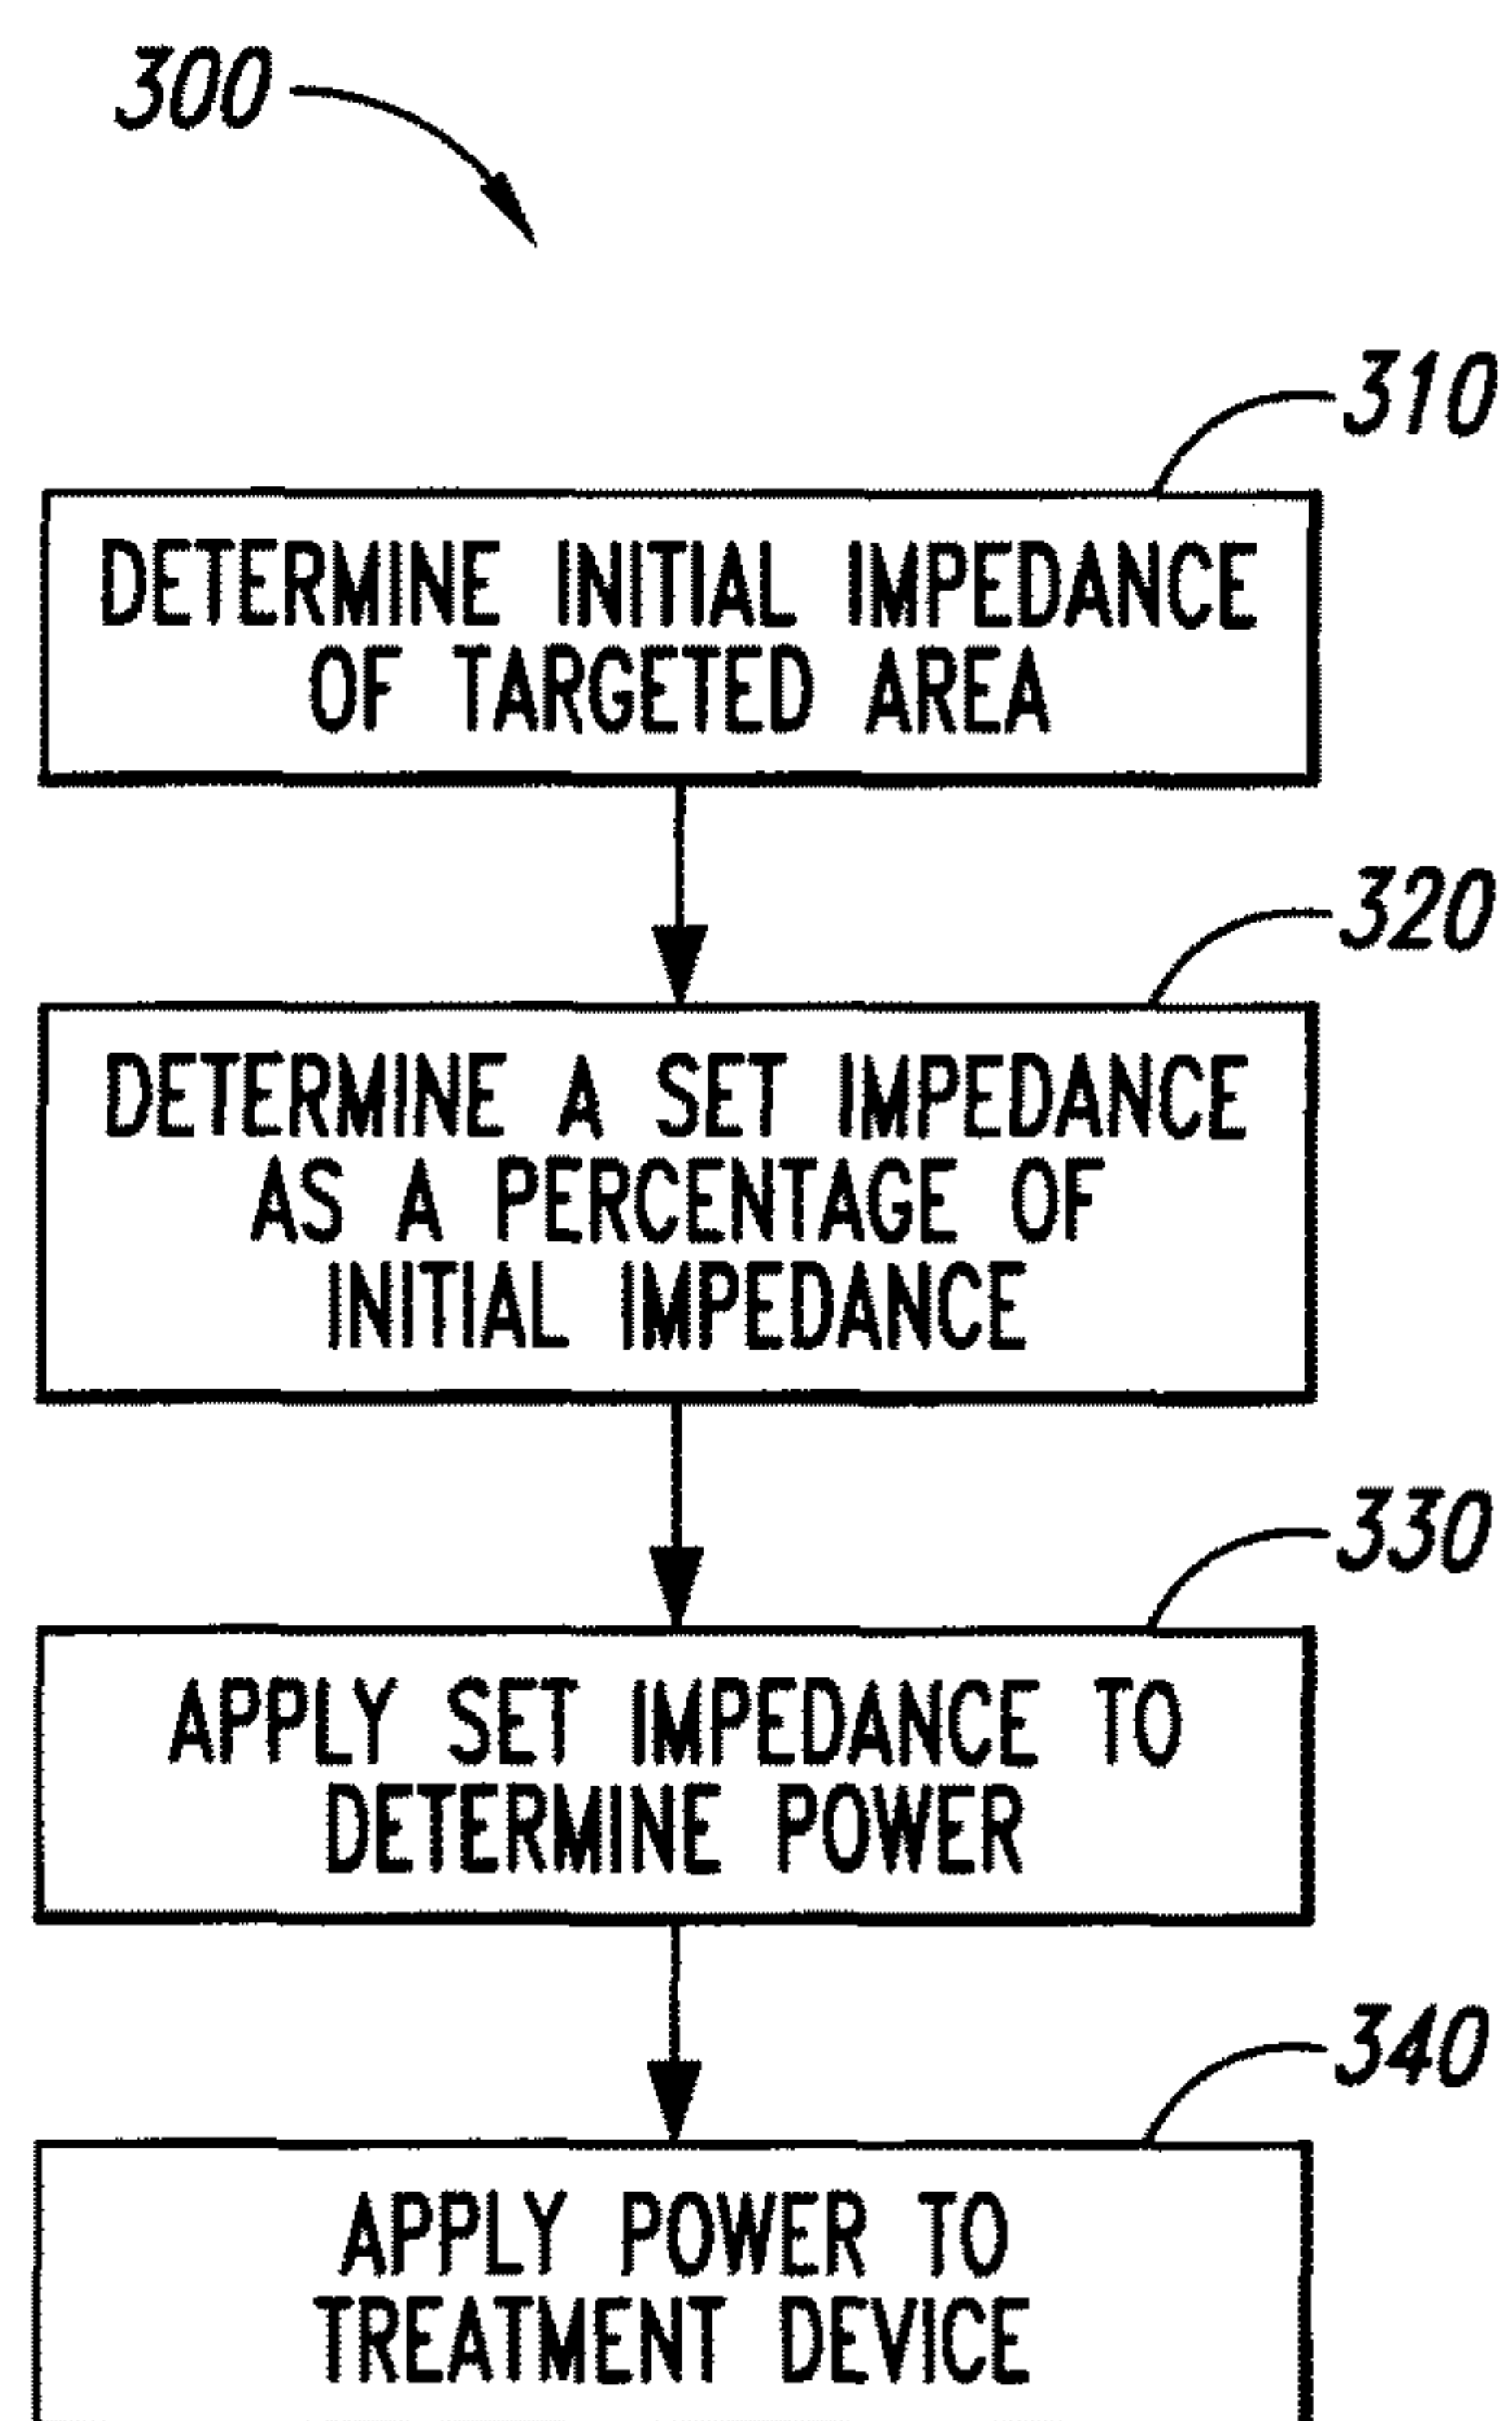 300
310
DETERMINE INITIAL IMPEDANCE
OF TARGETED AREA
320
DETERMINE A SET IMPEDANCE
AS A PERCENTAGE OF
INITIAL IMPEDANCE
330
APPLY SET IMPEDANCE TO
DETERMINE POWER
340
APPLY POWER TO
TREATMENT DEVICE